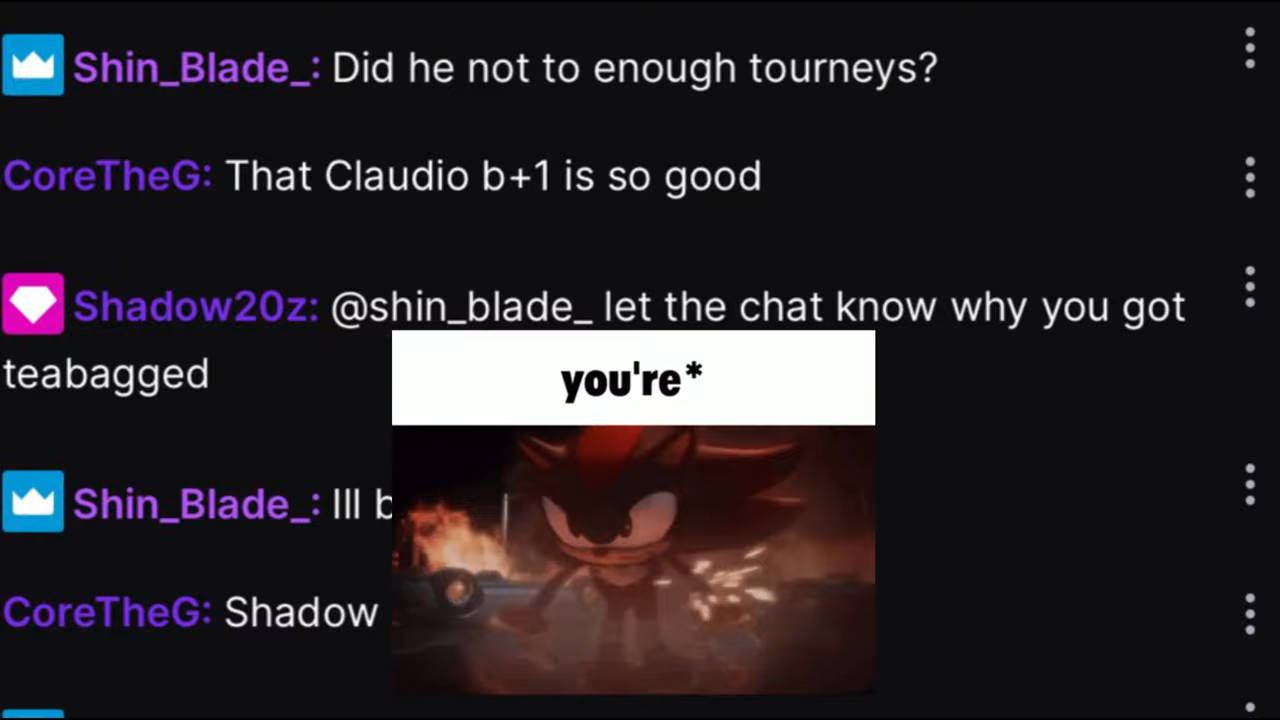 Shin_Blade_: Did he not to enough tourneys?
CoreTheG: That Claudio b+1 is so good
Shadow20z: @shin_blade_ let the chat know why you got
teabagged
you're*
Shin_Blade_: Ill b
CoreTheG: Shadow